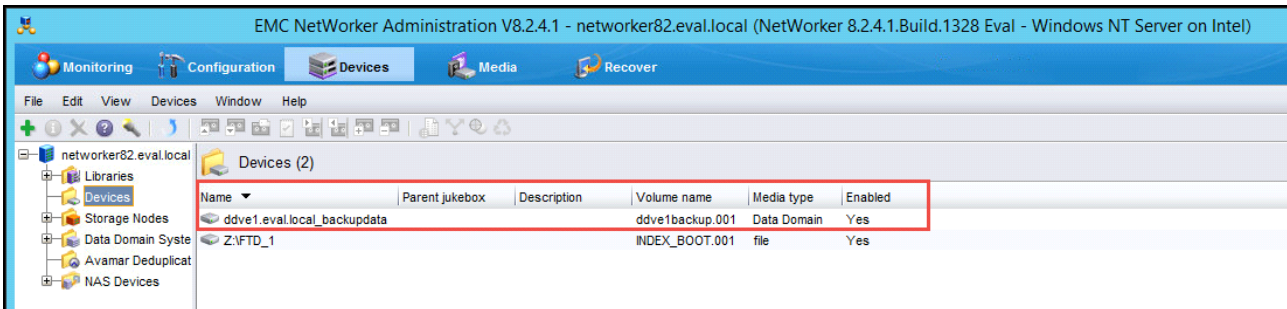 EMC NetWorker Administration V8.2.4.1 - networker82.eval.local (NetWorker 8.2.4.1.Build.1328 Eval - Windows NT Server on Intel)
Monitoring Configuration Devices Media Recover
File Edit View Devices Window Help
networker82.eval.local
Devices (2)
Libraries
Devices
Name Parent jukebox Description Volume name Media type Enabled
Storage Nodes
ddve1.eval.local_backupdata ddve1backup.001 Data Domain Yes
Data Domain Syste
Z:\FTD_1 INDEX_BOOT.001 file Yes
Avamar Deduplicat
NAS Devices